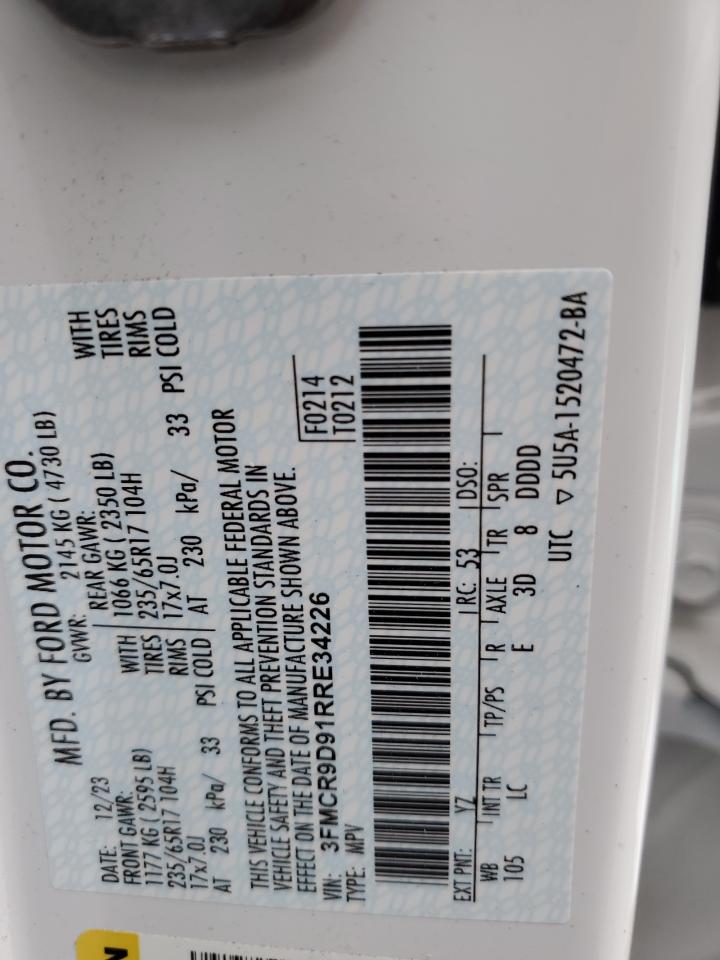 MFD. BY FORD MOTOR CO.
DATE: 12/23 GVWR: 2145 KG ( 4730 LB)
FRONT GAWR: REAR GAWR:
1177 KG ( 2595 LB) WITH 1066 KG ( 2350 LB) WITH
235/65R17 104H TIRES 235/65R17 104H TIRES
17x7.0J RIMS 17x7.0J RIMS
AT 230 kPa/ 33 PSI COLD AT 230 kPa/ 33 PSI COLD
THIS VEHICLE CONFORMS TO ALL APPLICABLE FEDERAL MOTOR
VEHICLE SAFETY AND THEFT PREVENTION STANDARDS IN
EFFECT ON THE DATE OF MANUFACTURE SHOWN ABOVE.
VIN: 3FMCR9D91RRE34226 F0214
TYPE: MPV T0212
EXT PNT: YZ RC: 53 DSO:
WB INT TR TP/PS R AXLE TR SPR
105 LC E 3D 8 DDDD
UTC ▽ 5U5A-1520472-BA
N